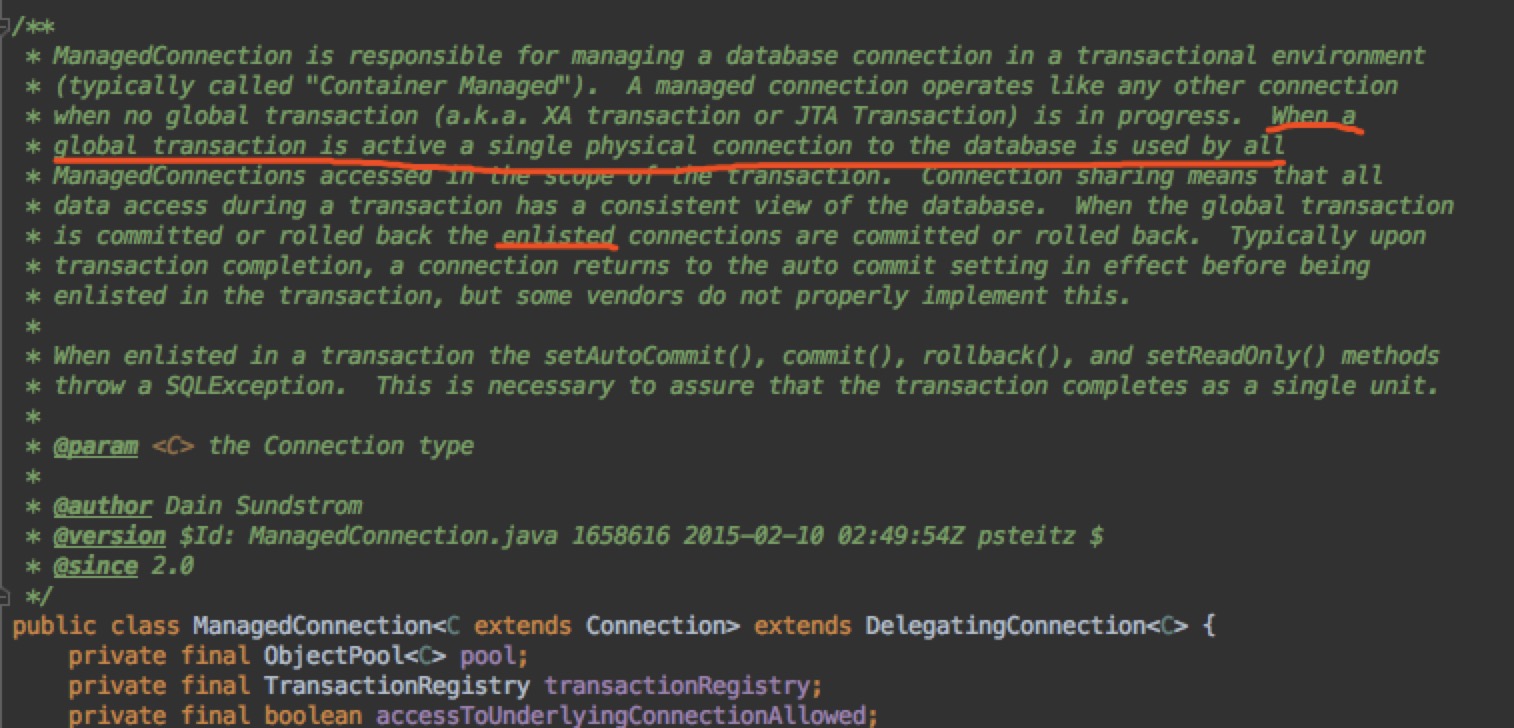 /**
* ManagedConnection is responsible for managing a database connection in a transactional environment
* (typically called "Container Managed").  A managed connection operates like any other connection
* when no global transaction (a.k.a. XA transaction or JTA Transaction) is in progress.  When a
* global transaction is active a single physical connection to the database is used by all
* ManagedConnections accessed in the scope of the transaction.  Connection sharing means that all
* data access during a transaction has a consistent view of the database.  When the global transaction
* is committed or rolled back the enlisted connections are committed or rolled back.  Typically upon
* transaction completion, a connection returns to the auto commit setting in effect before being
* enlisted in the transaction, but some vendors do not properly implement this.
*
* When enlisted in a transaction the setAutoCommit(), commit(), rollback(), and setReadOnly() methods
* throw a SQLException.  This is necessary to assure that the transaction completes as a single unit.
*
* @param <C> the Connection type
*
* @author Dain Sundstrom
* @version $Id: ManagedConnection.java 1658616 2015-02-10 02:49:54Z psteitz $
* @since 2.0
*/
public class ManagedConnection<C extends Connection> extends DelegatingConnection<C> {
private final ObjectPool<C> pool;
private final TransactionRegistry transactionRegistry;
private final boolean accessToUnderlyingConnectionAllowed;